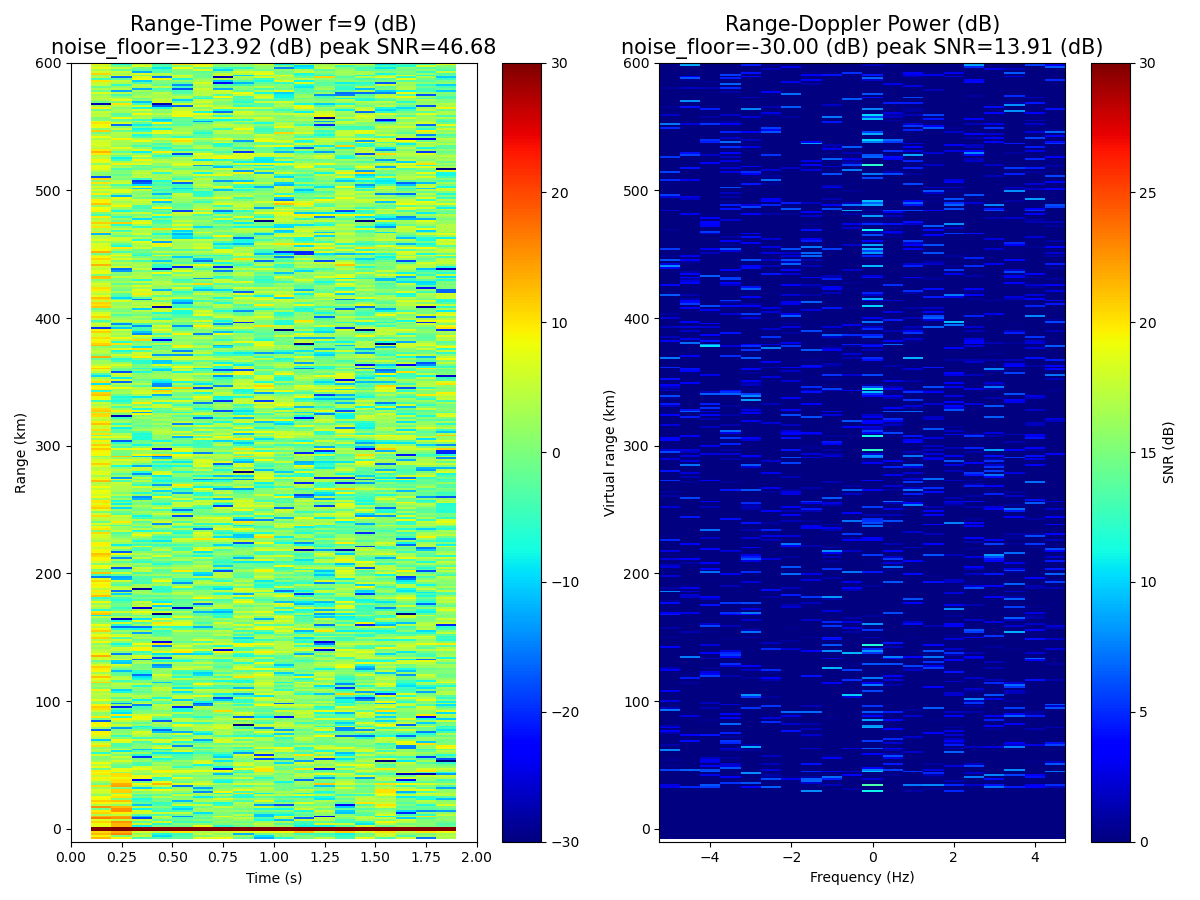 Range-Time Power f=9 (dB)
noise_floor=-123.92 (dB) peak SNR=46.68
600
500
400
300
200
100
0
Range (km)
0.00 0.25 0.50 0.75 1.00 1.25 1.50 1.75 2.00
Time (s)
30
20
10
0
−10
−20
−30
Range-Doppler Power (dB)
noise_floor=-30.00 (dB) peak SNR=13.91 (dB)
600
500
400
300
200
100
0
Virtual range (km)
−4 −2 0 2 4
Frequency (Hz)
30
25
20
15
10
5
0
SNR (dB)